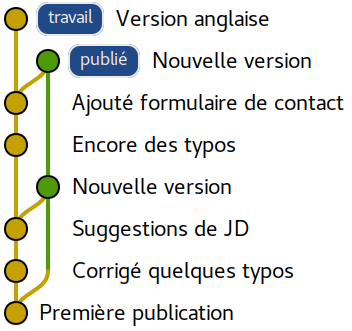 travail Version anglaise
publié Nouvelle version
Ajouté formulaire de contact
Encore des typos
Nouvelle version
Suggestions de JD
Corrigé quelques typos
Première publication